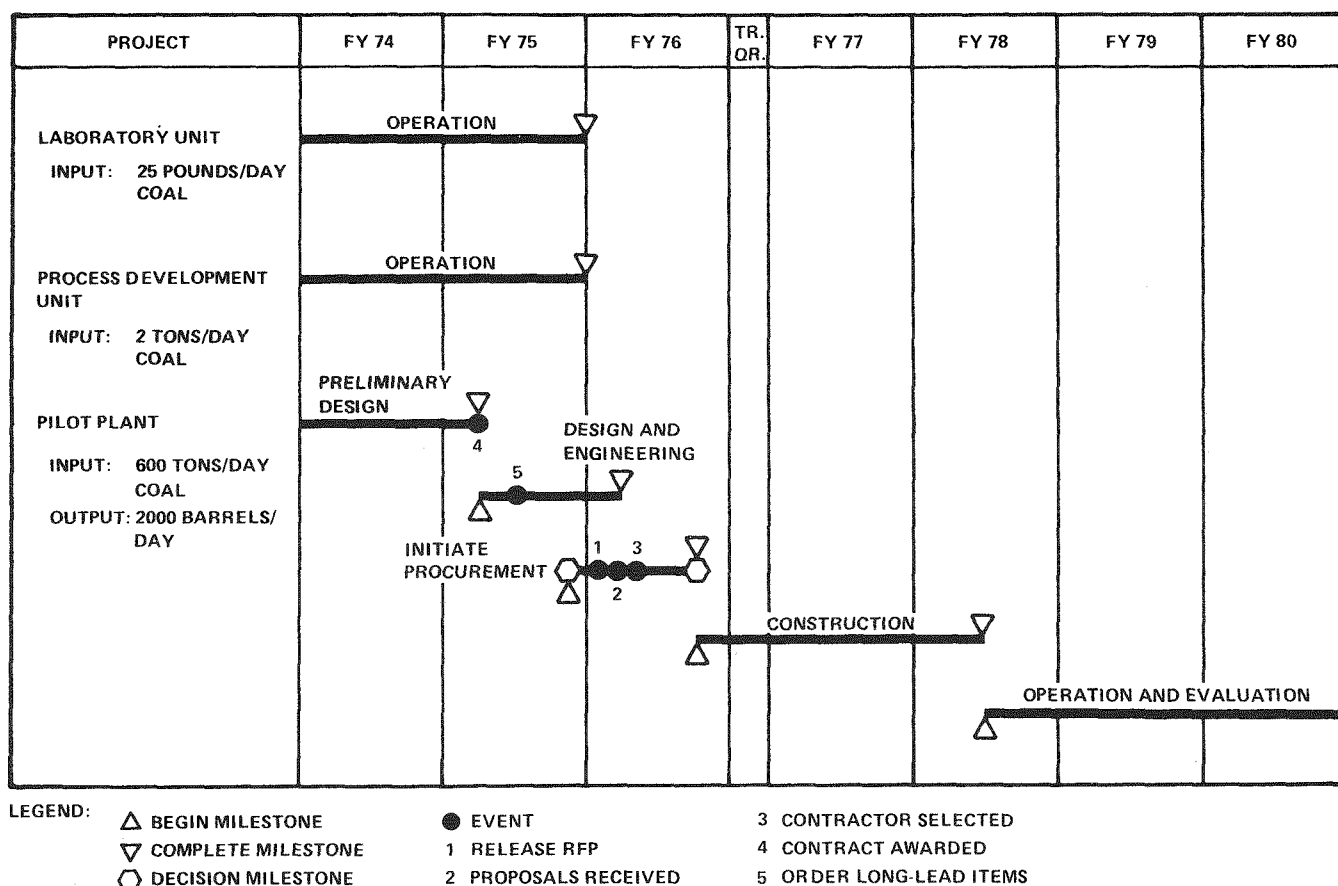 PROJECT FY 74 FY 75 FY 76 TR. QR. FY 77 FY 78 FY 79 FY 80
OPERATION
LABORATORY UNIT
INPUT: 25 POUNDS/DAY
COAL
OPERATION
PROCESS DEVELOPMENT
UNIT
INPUT: 2 TONS/DAY
COAL
PRELIMINARY
DESIGN
PILOT PLANT
4
DESIGN AND
ENGINEERING
INPUT: 600 TONS/DAY
COAL
5
OUTPUT: 2000 BARRELS/
DAY
INITIATE
PROCUREMENT
1 3
2
CONSTRUCTION
OPERATION AND EVALUATION
LEGEND:
BEGIN MILESTONE
COMPLETE MILESTONE
DECISION MILESTONE
EVENT
1 RELEASE RFP
2 PROPOSALS RECEIVED
3 CONTRACTOR SELECTED
4 CONTRACT AWARDED
5 ORDER LONG-LEAD ITEMS